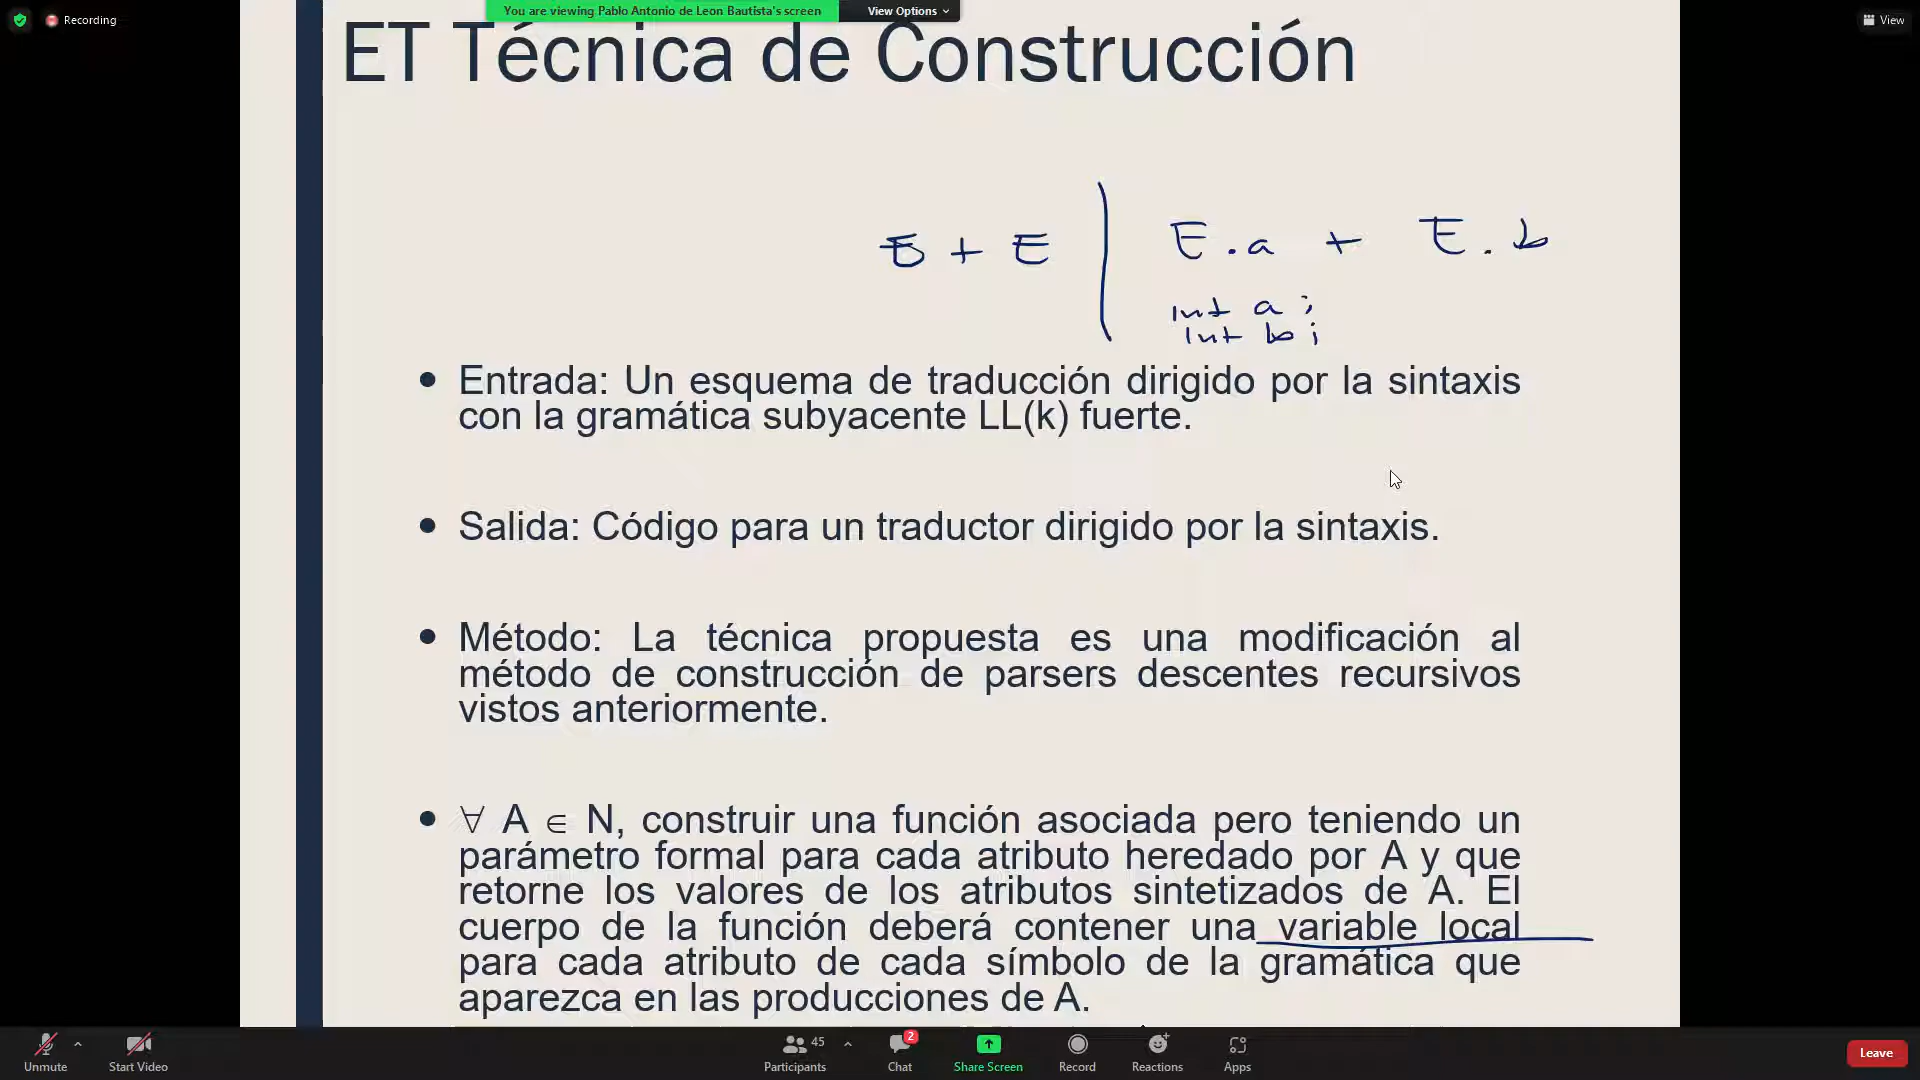 You are viewing Pablo Antonio de Leon Bautista's screen
View Options
Recording
View
ET Técnica de Construcción
E + E | E.a + E.b
int a;
int b;
• Entrada: Un esquema de traducción dirigido por la sintaxis
con la gramática subyacente LL(k) fuerte.
• Salida: Código para un traductor dirigido por la sintaxis.
• Método: La técnica propuesta es una modificación al
método de construcción de parsers descentes recursivos
vistos anteriormente.
• ∀ A ∈ N, construir una función asociada pero teniendo un
parámetro formal para cada atributo heredado por A y que
retorne los valores de los atributos sintetizados de A. El
cuerpo de la función deberá contener una variable local
para cada atributo de cada símbolo de la gramática que
aparezca en las producciones de A.
45
2
Unmute
Start Video
Participants
Chat
Share Screen
Record
Reactions
Apps
Leave